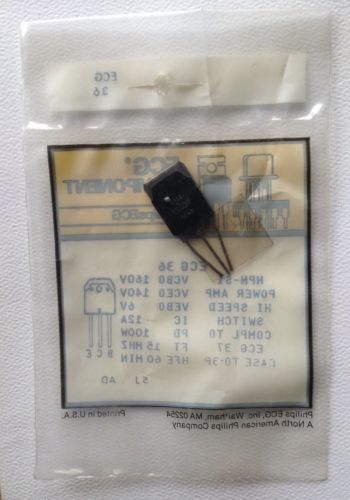 ECG
36
ECG®
COMPONENT
PhilipsECG
ECG 36
NPN-SI VCBO 160V
POWER AMP VCEO 140V
HI SPEED VEBO 6V
SWITCH IC 12A
COMPL TO PD 100W
ECG 37 FT 15 MHZ
CASE TO-3P HFE 60 MIN
B C E
5J AD
Philips ECG, Inc. Waltham, MA 02254
A North American Philips Company
Printed in U.S.A.